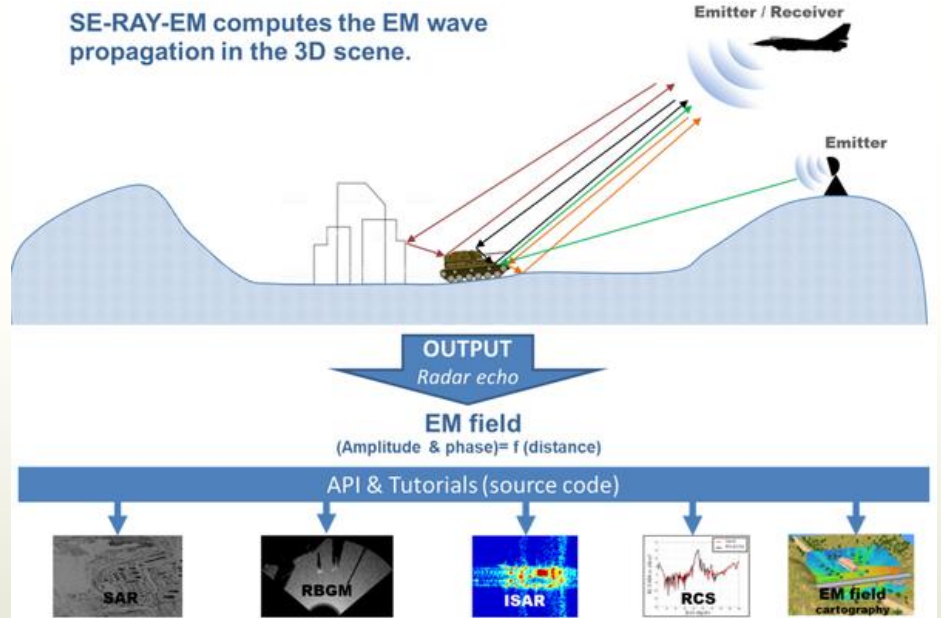 SE-RAY-EM computes the EM wave
propagation in the 3D scene.
Emitter / Receiver
Emitter
OUTPUT
Radar echo
EM field
(Amplitude & phase)= f (distance)
API & Tutorials (source code)
SAR
RBGM
ISAR
RCS
EM field
cartography